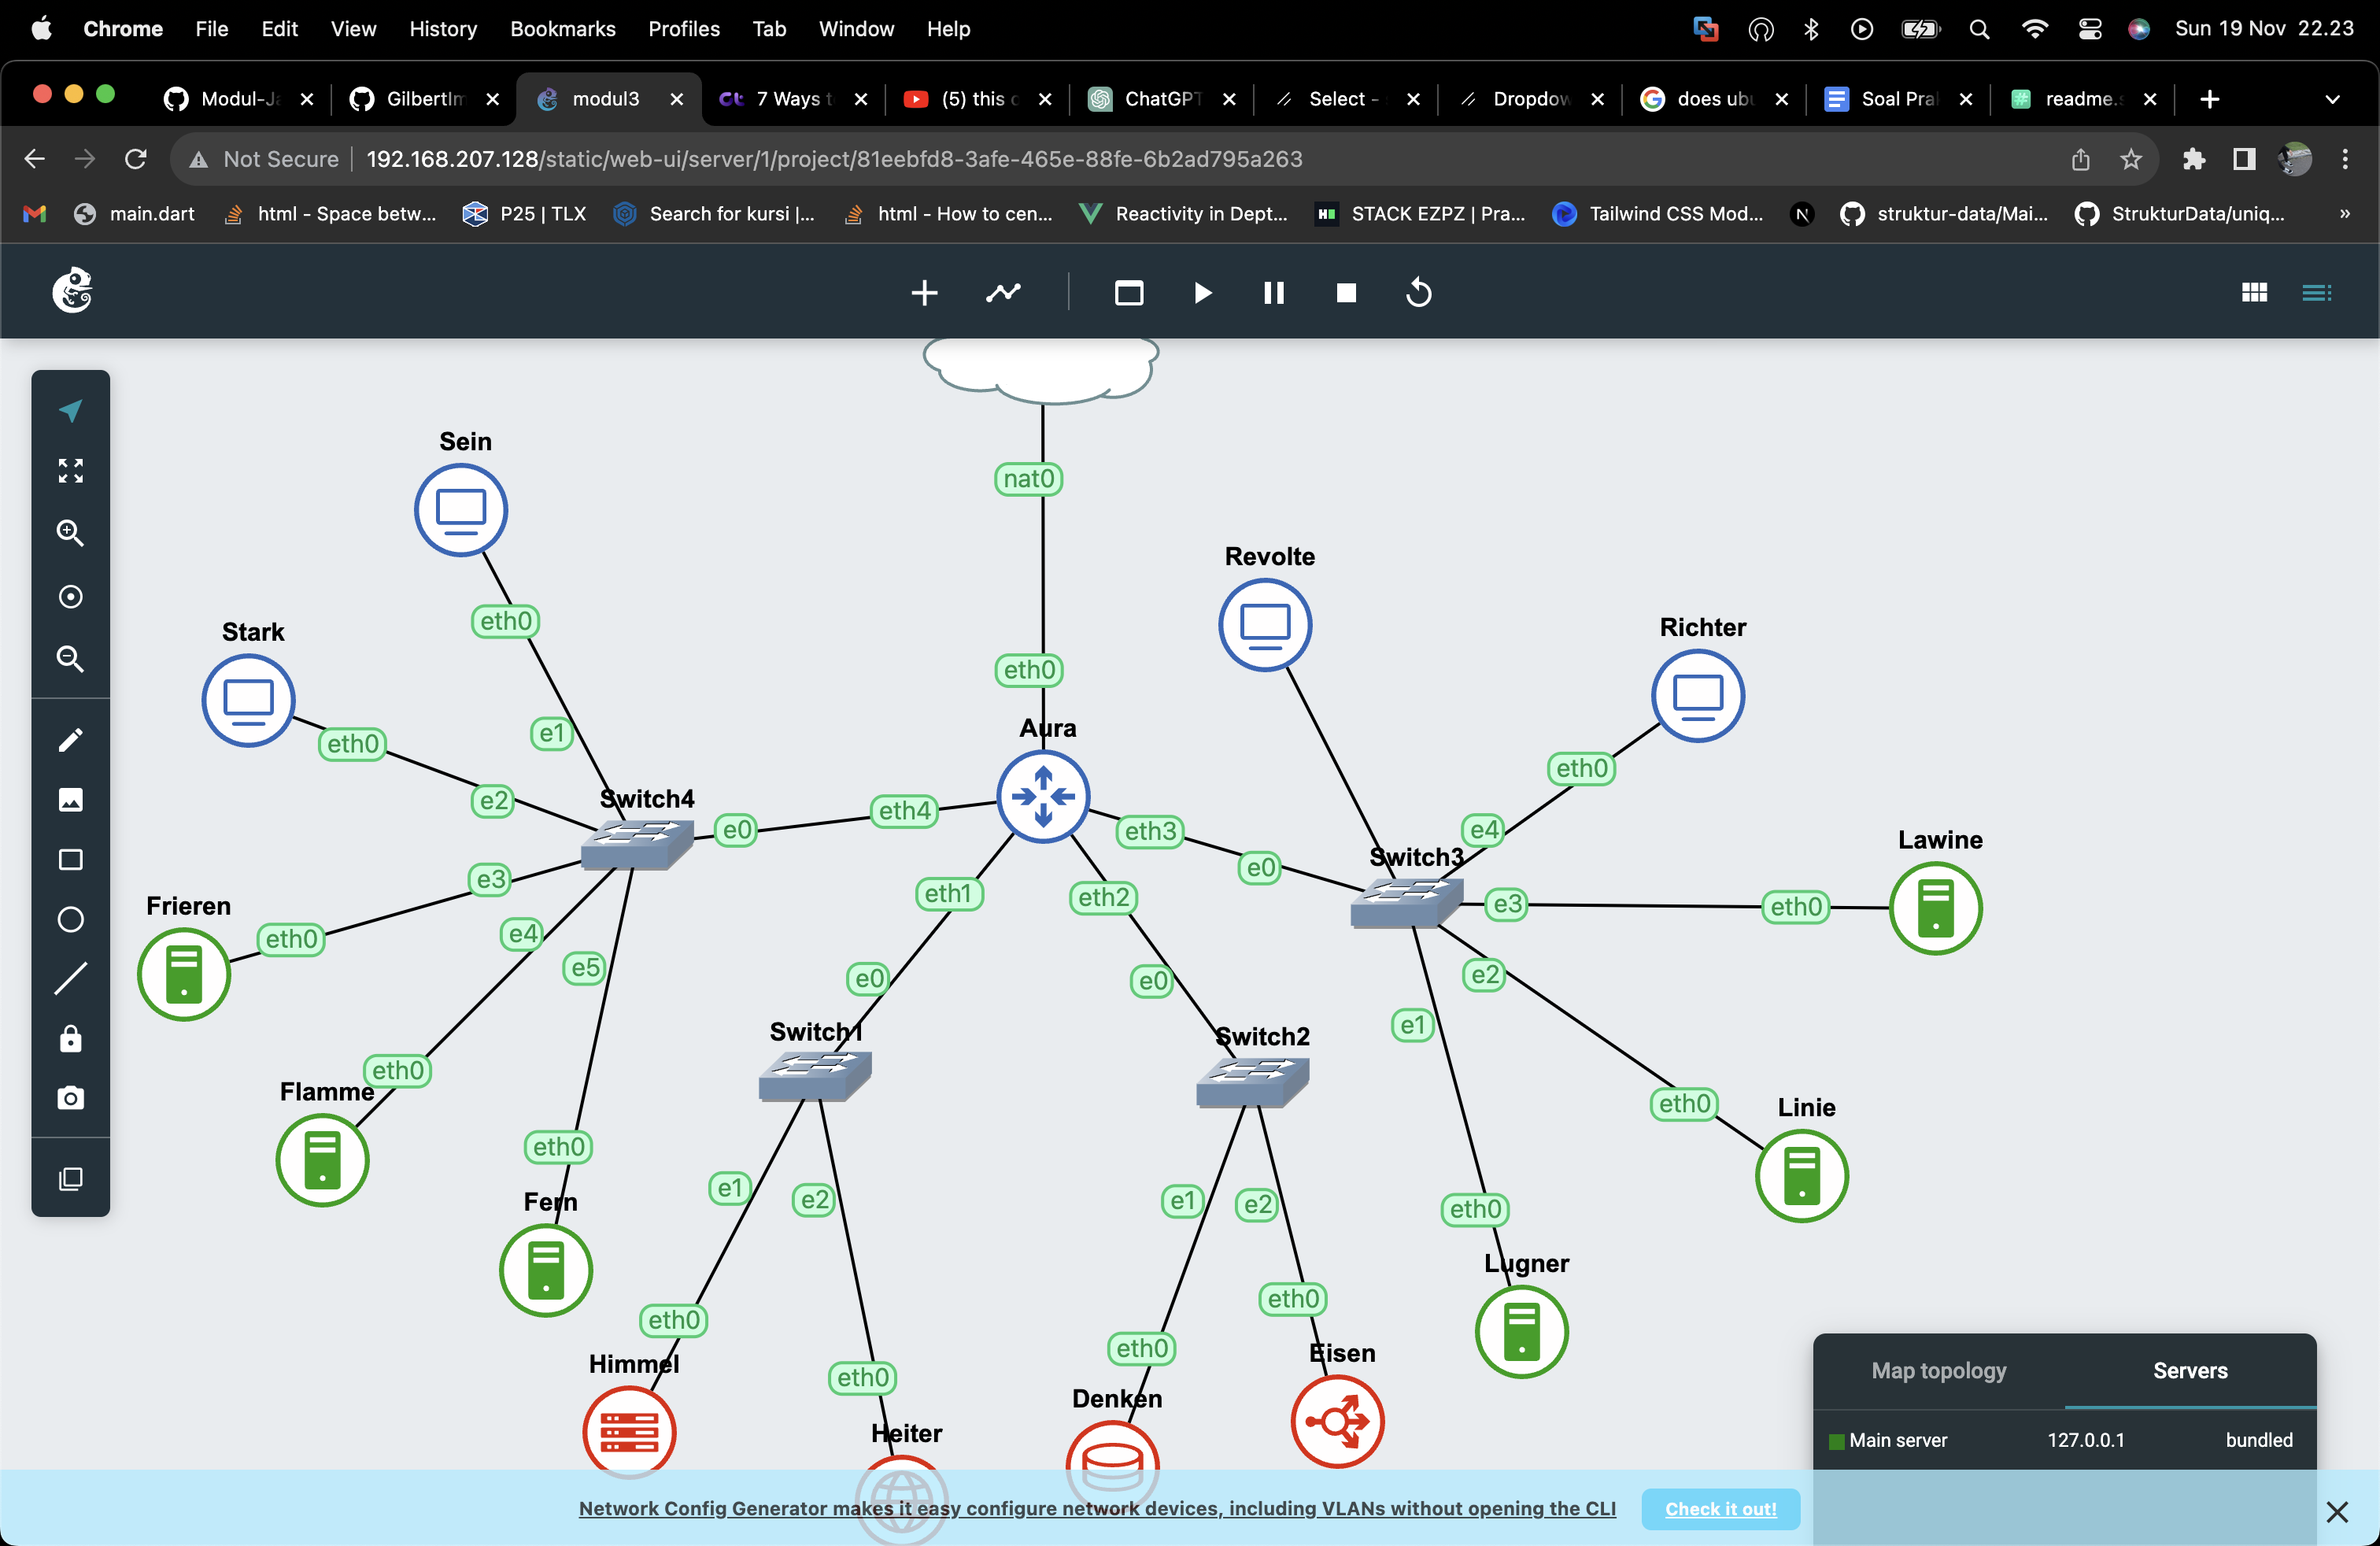 Chrome File Edit View History Bookmarks Profiles Tab Window Help Sun 19 Nov 22.23
Modul-Ja GilbertIm modul3 7 Ways t (5) this c ChatGPT Select - Dropdow does ubu Soal Pra readme.s
Not Secure 192.168.207.128/static/web-ui/server/1/project/81eebfd8-3afe-465e-88fe-6b2ad795a263
main.dart html - Space betw... P25 | TLX Search for kursi |... html - How to cen... Reactivity in Dept... STACK EZPZ | Pra... Tailwind CSS Mod... struktur-data/Mai... StrukturData/uniq... »
Sein
nat0
Revolte
eth0
Stark
Richter
eth0
eth0
e1
Aura
eth0
eth0
e2
Switch4
e0
eth4
eth3
e4
Lawine
Switch3
e0
e3
eth1
eth2
e3
eth0
Frieren
eth0
e4
e5
e0
e0
e2
e1
Switch1
Switch2
eth0
Flamme
eth0
Linie
eth0
e1
e2
e1
e2
Fern
eth0
Lugner
eth0
eth0
eth0
Himmel
Eisen
eth0
Denken
Heiter
Map topology Servers
Main server 127.0.0.1 bundled
Network Config Generator makes it easy configure network devices, including VLANs without opening the CLI Check it out!